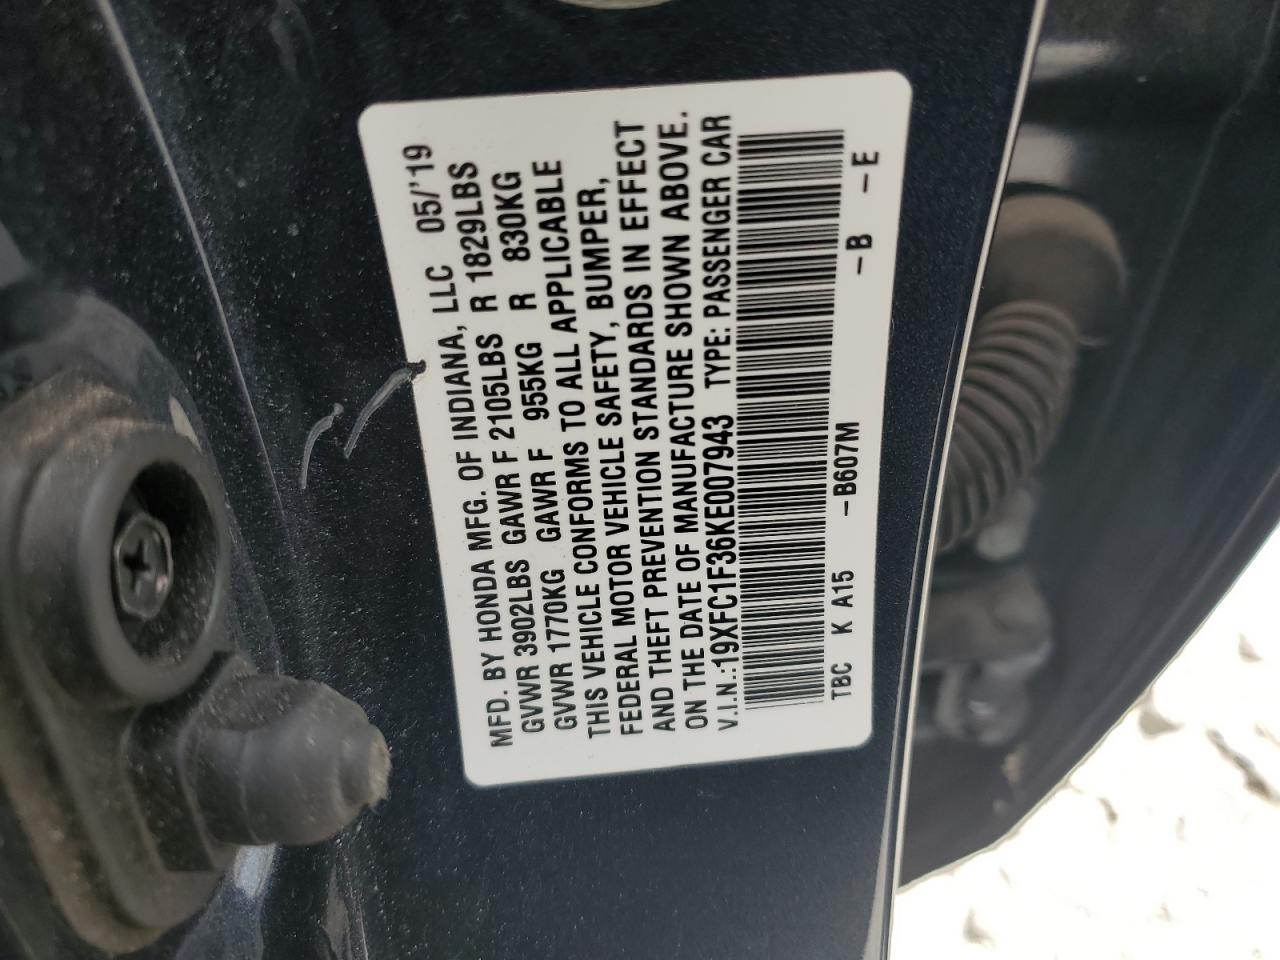 MFD. BY HONDA MFG. OF INDIANA, LLC 05/'19
GVWR 3902LBS GAWR F 2105LBS R 1829LBS
GVWR 1770KG GAWR F 955KG R 830KG
THIS VEHICLE CONFORMS TO ALL APPLICABLE
FEDERAL MOTOR VEHICLE SAFETY, BUMPER,
AND THEFT PREVENTION STANDARDS IN EFFECT
ON THE DATE OF MANUFACTURE SHOWN ABOVE.
V.I.N.:19XFC1F36KE007943 TYPE: PASSENGER CAR
TBC K A15 -B607M -B -E